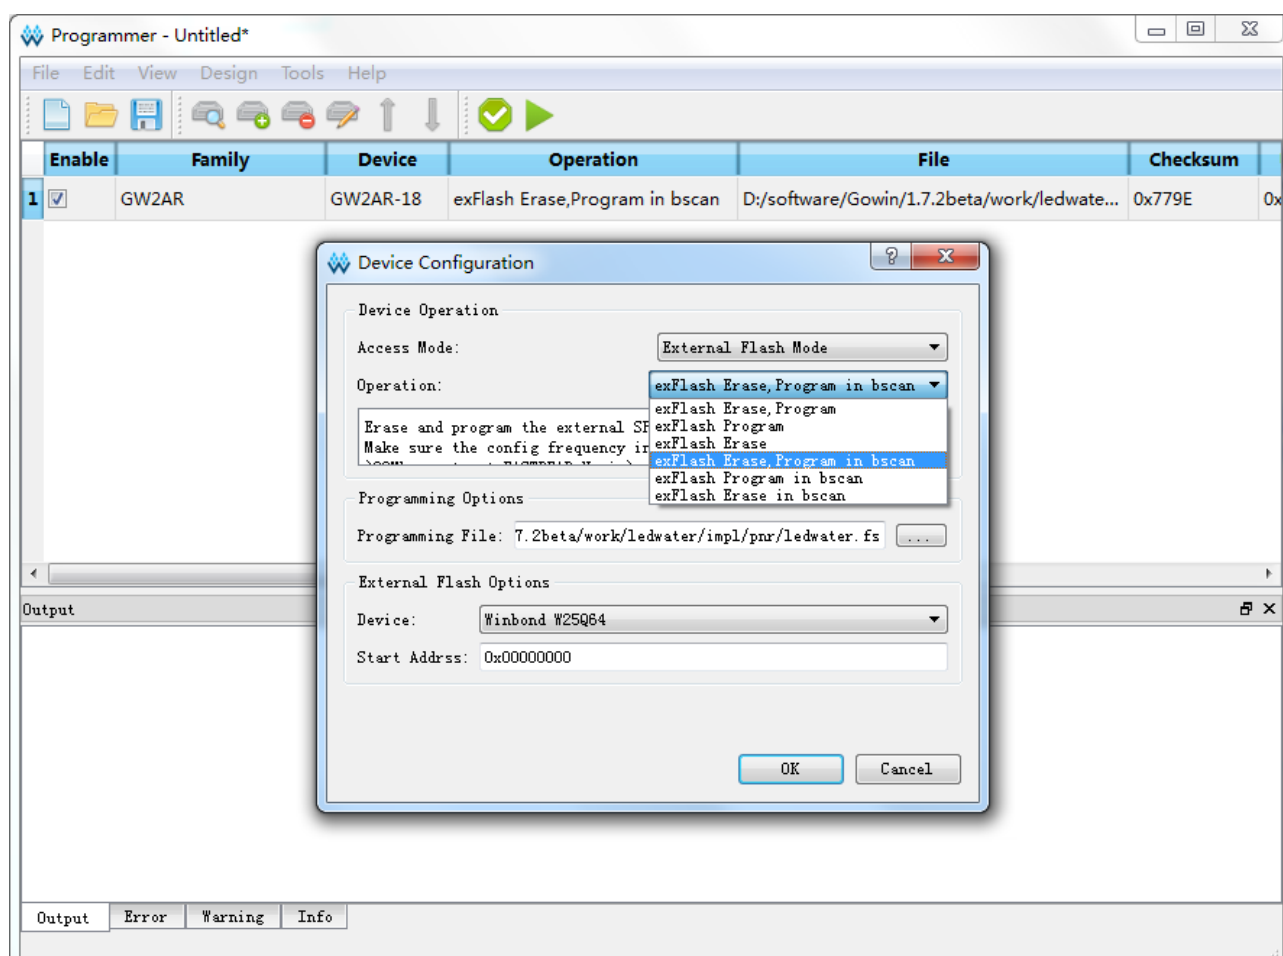 Programmer - Untitled*
File Edit View Design Tools Help
Enable Family Device Operation File Checksum
1 GW2AR GW2AR-18 exFlash Erase,Program in bscan D:/software/Gowin/1.7.2beta/work/ledwate... 0x779E 0x
Device Configuration
Device Operation
Access Mode: External Flash Mode
Operation: exFlash Erase,Program in bscan
exFlash Erase,Program
exFlash Program
exFlash Erase
exFlash Erase,Program in bscan
exFlash Program in bscan
exFlash Erase in bscan
Erase and program the external
Make sure the config frequency
Programming Options
Programming File: 7.2beta/work/ledwater/impl/pnr/ledwater.fs ...
External Flash Options
Device: Winbond W25Q64
Start Addrss: 0x00000000
OK Cancel
Output
Output Error Warning Info